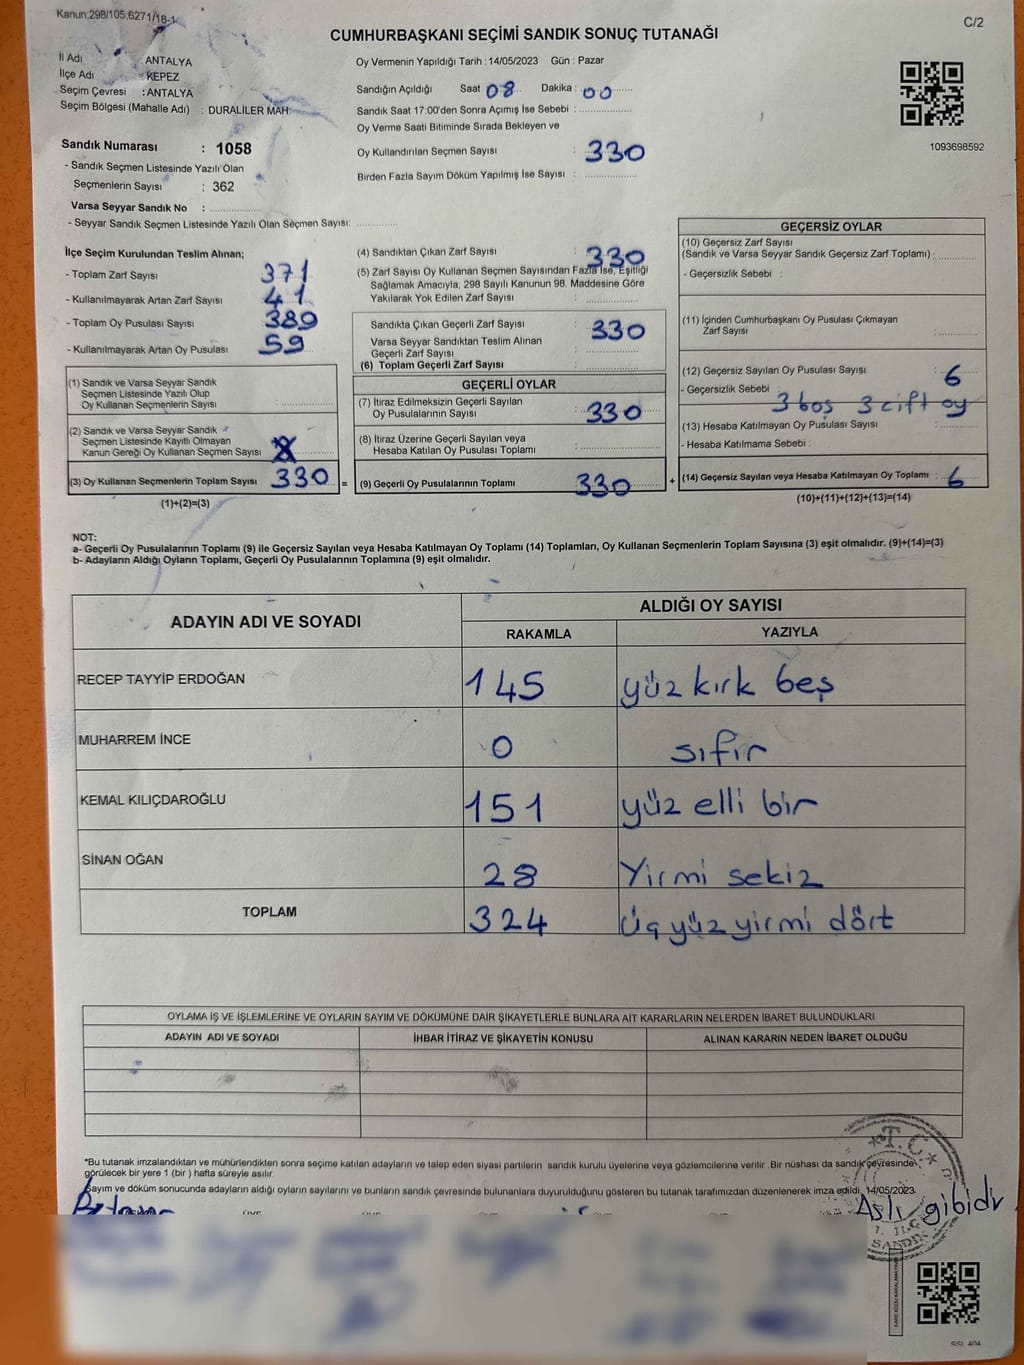 Kanun;298/105,6271/18-1
C/2
CUMHURBAŞKANI SEÇİMİ SANDIK SONUÇ TUTANAĞI
İl Adı : ANTALYA
İlçe Adı : KEPEZ
Seçim Çevresi : ANTALYA
Seçim Bölgesi (Mahalle Adı) : DURALİLER MAH.
Sandık Numarası : 1058
- Sandık Seçmen Listesinde Yazılı Olan
Seçmenlerin Sayısı : 362
Varsa Seyyar Sandık No :
- Seyyar Sandık Seçmen Listesinde Yazılı Olan Seçmen Sayısı:
Oy Vermenin Yapıldığı Tarih : 14/05/2023 Gün : Pazar
Sandığın Açıldığı Saat 08 Dakika : 00
Sandık Saat 17:00'den Sonra Açımış İse Sebebi :
Oy Verme Saati Bitiminde Sırada Bekleyen ve
Oy Kullandırılan Seçmen Sayısı : 330
Birden Fazla Sayım Döküm Yapılmış İse Sayısı :
1093698592
İlçe Seçim Kurulundan Teslim Alınan;
- Toplam Zarf Sayısı 371
- Kullanılmayarak Artan Zarf Sayısı 41
- Toplam Oy Pusulası Sayısı 389
- Kullanılmayarak Artan Oy Pusulası 59
(1) Sandık ve Varsa Seyyar Sandık
Seçmen Listesinde Yazılı Olup
Oy Kullanan Seçmenlerin Sayısı :
(2) Sandık ve Varsa Seyyar Sandık
Seçmen Listesinde Kayıtlı Olmayan
Kanun Gereği Oy Kullanan Seçmen Sayısı :
(3) Oy Kullanan Seçmenlerin Toplam Sayısı : 330 =
(1)+(2)=(3)
(4) Sandıktan Çıkan Zarf Sayısı : 330
(5) Zarf Sayısı Oy Kullanan Seçmen Sayısından Fazla İse, Eşitliği
Sağlamak Amacıyla; 298 Sayılı Kanunun 98. Maddesine Göre
Yakılarak Yok Edilen Zarf Sayısı :
Sandıkta Çıkan Geçerli Zarf Sayısı : 330
Varsa Seyyar Sandıktan Teslim Alınan
Geçerli Zarf Sayısı :
(6) Toplam Geçerli Zarf Sayısı :
GEÇERLİ OYLAR
(7) İtiraz Edilmeksizin Geçerli Sayılan
Oy Pusulalarının Sayısı : 330
(8) İtiraz Üzerine Geçerli Sayılan veya
Hesaba Katılan Oy Pusulası Toplamı :
(9) Geçerli Oy Pusulalarının Toplamı : 330 +
GEÇERSİZ OYLAR
(10) Geçersiz Zarf Sayısı
(Sandık ve Varsa Seyyar Sandık Geçersiz Zarf Toplamı) :
- Geçersizlik Sebebi :
(11) İçinden Cumhurbaşkanı Oy Pusulası Çıkmayan
Zarf Sayısı :
(12) Geçersiz Sayılan Oy Pusulası Sayısı : 6
- Geçersizlik Sebebi : 3 boş 3 çift oy
(13) Hesaba Katılmayan Oy Pusulası Sayısı :
- Hesaba Katılmama Sebebi :
(14) Geçersiz Sayılan veya Hesaba Katılmayan Oy Toplamı : 6
(10)+(11)+(12)+(13)=(14)
NOT:
a- Geçerli Oy Pusulalarının Toplamı (9) ile Geçersiz Sayılan veya Hesaba Katılmayan Oy Toplamı (14) Toplamları, Oy Kullanan Seçmenlerin Toplam Sayısına (3) eşit olmalıdır. (9)+(14)=(3)
b- Adayların Aldığı Oyların Toplamı, Geçerli Oy Pusulalarının Toplamına (9) eşit olmalıdır.
ADAYIN ADI VE SOYADI
ALDIĞI OY SAYISI
RAKAMLA YAZIYLA
RECEP TAYYİP ERDOĞAN 145 yüz kırk beş
MUHARREM İNCE 0 sıfır
KEMAL KILIÇDAROĞLU 151 yüz elli bir
SİNAN OĞAN 28 Yirmi sekiz
TOPLAM 324 Üç yüz yirmi dört
OYLAMA İŞ VE İŞLEMLERİNE VE OYLARIN SAYIM VE DÖKÜMÜNE DAİR ŞİKAYETLERLE BUNLARA AİT KARARLARIN NELERDEN İBARET BULUNDUKLARI
ADAYIN ADI VE SOYADI İHBAR İTİRAZ VE ŞİKAYETİN KONUSU ALINAN KARARIN NEDEN İBARET OLDUĞU
*Bu tutanak imzalandıktan ve mühürlendikten sonra seçime katılan adayların ve talep eden siyasi partilerin sandık kurulu üyelerine veya gözlemcilerine verilir. Bir nüshası da sandık çevresinde
görülecek bir yere 1 (bir ) hafta süreyle asılır.
Sayım ve döküm sonucunda adayların aldığı oyların sayılarını ve bunların sandık çevresinde bulunanlara duyurulduğunu gösteren bu tutanak tarafımızdan düzenlenerek imza edildi. 14/05/2023
Aslı gibidir
T.C.
SANDIK